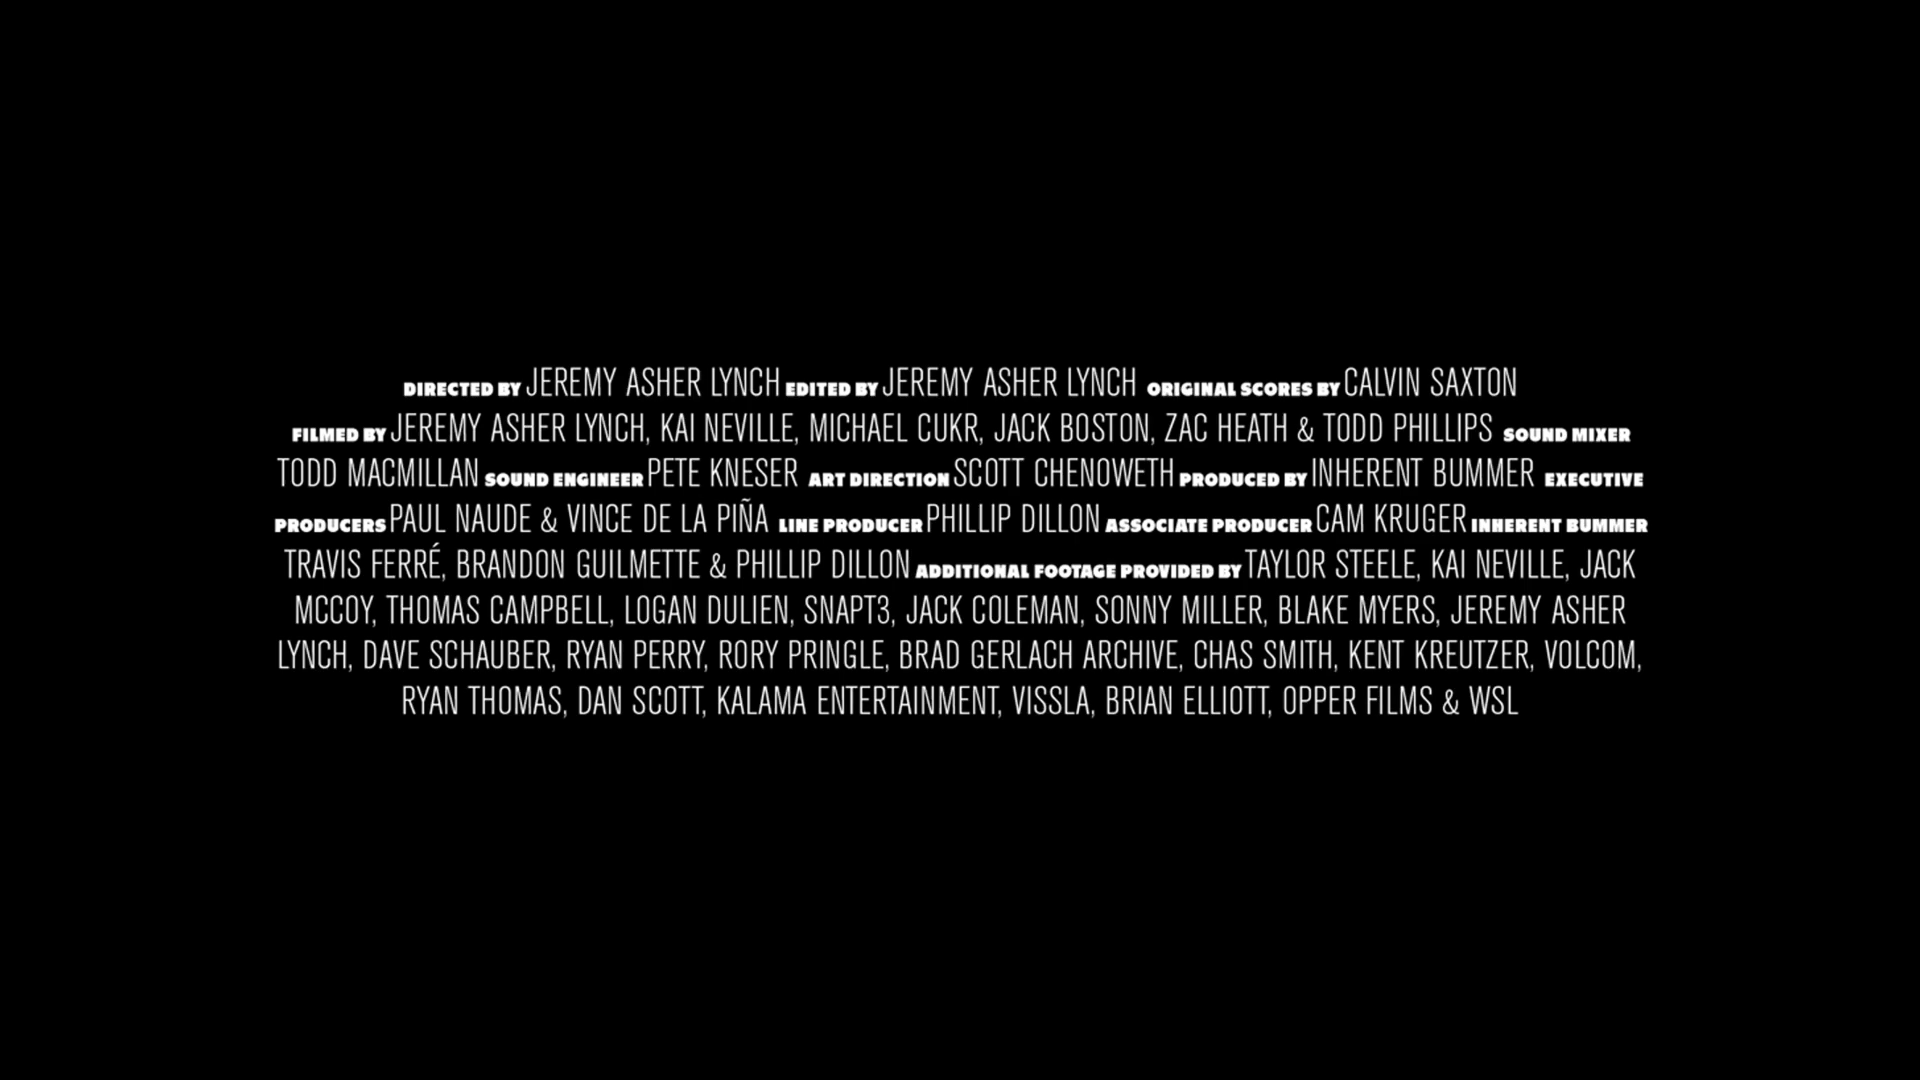 DIRECTED BY JEREMY ASHER LYNCH EDITED BY JEREMY ASHER LYNCH ORIGINAL SCORES BY CALVIN SAXTON
FILMED BY JEREMY ASHER LYNCH, KAI NEVILLE, MICHAEL CUKR, JACK BOSTON, ZAC HEATH & TODD PHILLIPS SOUND MIXER
TODD MACMILLAN SOUND ENGINEER PETE KNESER ART DIRECTION SCOTT CHENOWETH PRODUCED BY INHERENT BUMMER EXECUTIVE
PRODUCERS PAUL NAUDE & VINCE DE LA PIÑA LINE PRODUCER PHILLIP DILLON ASSOCIATE PRODUCER CAM KRUGER INHERENT BUMMER
TRAVIS FERRÉ, BRANDON GUILMETTE & PHILLIP DILLON ADDITIONAL FOOTAGE PROVIDED BY TAYLOR STEELE, KAI NEVILLE, JACK
MCCOY, THOMAS CAMPBELL, LOGAN DULIEN, SNAPT3, JACK COLEMAN, SONNY MILLER, BLAKE MYERS, JEREMY ASHER
LYNCH, DAVE SCHAUBER, RYAN PERRY, RORY PRINGLE, BRAD GERLACH ARCHIVE, CHAS SMITH, KENT KREUTZER, VOLCOM,
RYAN THOMAS, DAN SCOTT, KALAMA ENTERTAINMENT, VISSLA, BRIAN ELLIOTT, OPPER FILMS & WSL